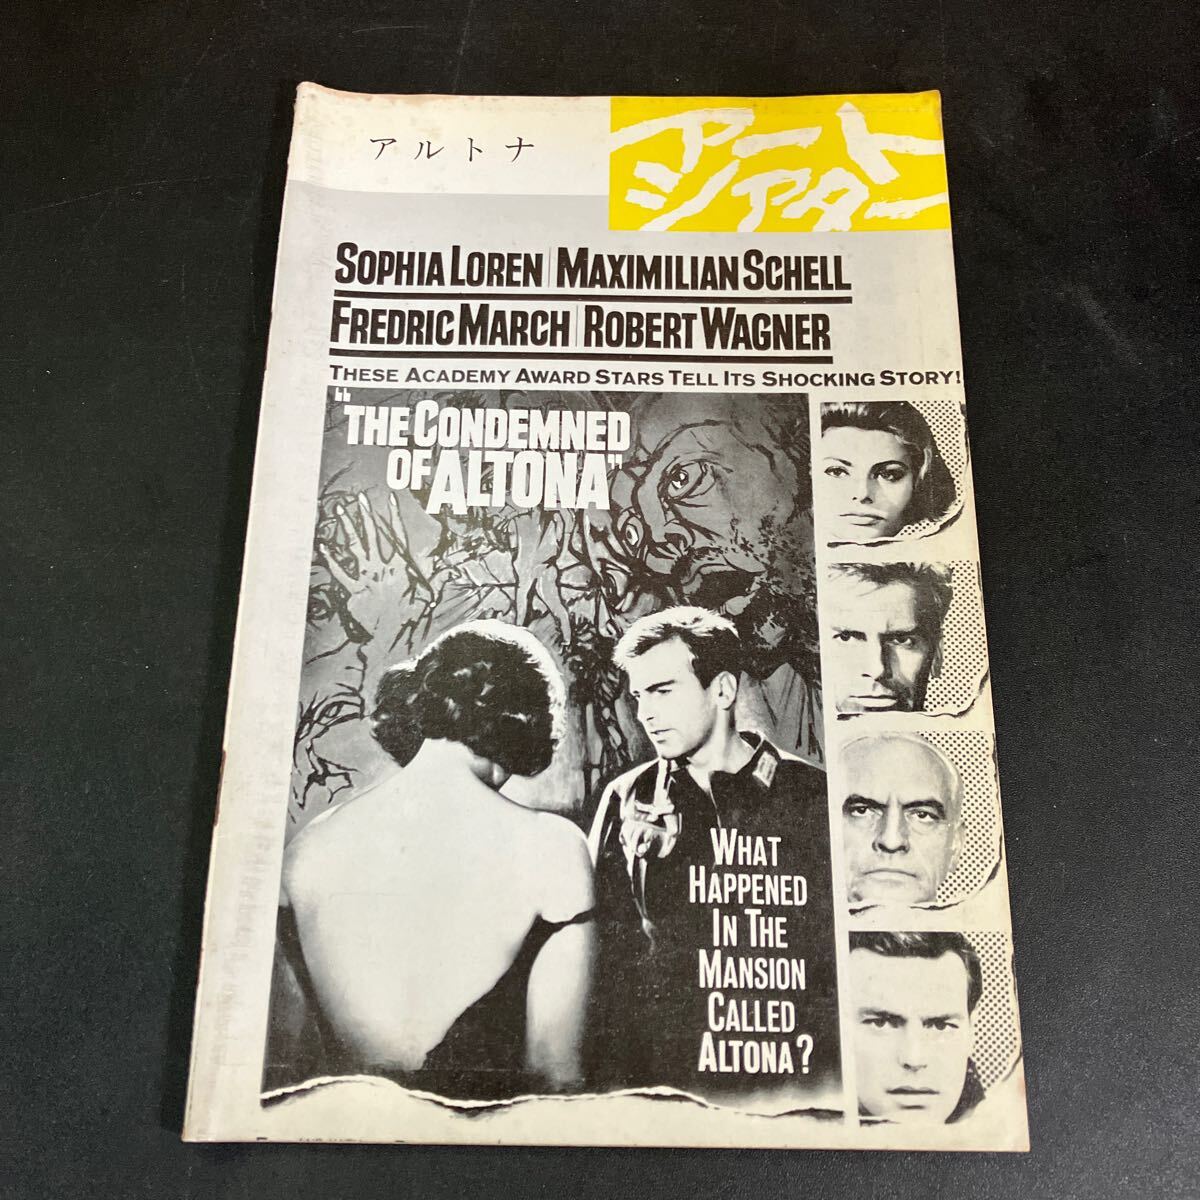 アルトナ
アート
シアター
SOPHIA LOREN | MAXIMILIAN SCHELL
FREDRIC MARCH | ROBERT WAGNER
THESE ACADEMY AWARD STARS TELL ITS SHOCKING STORY!
"THE CONDEMNED
OF ALTONA"
WHAT
HAPPENED
IN THE
MANSION
CALLED
ALTONA?